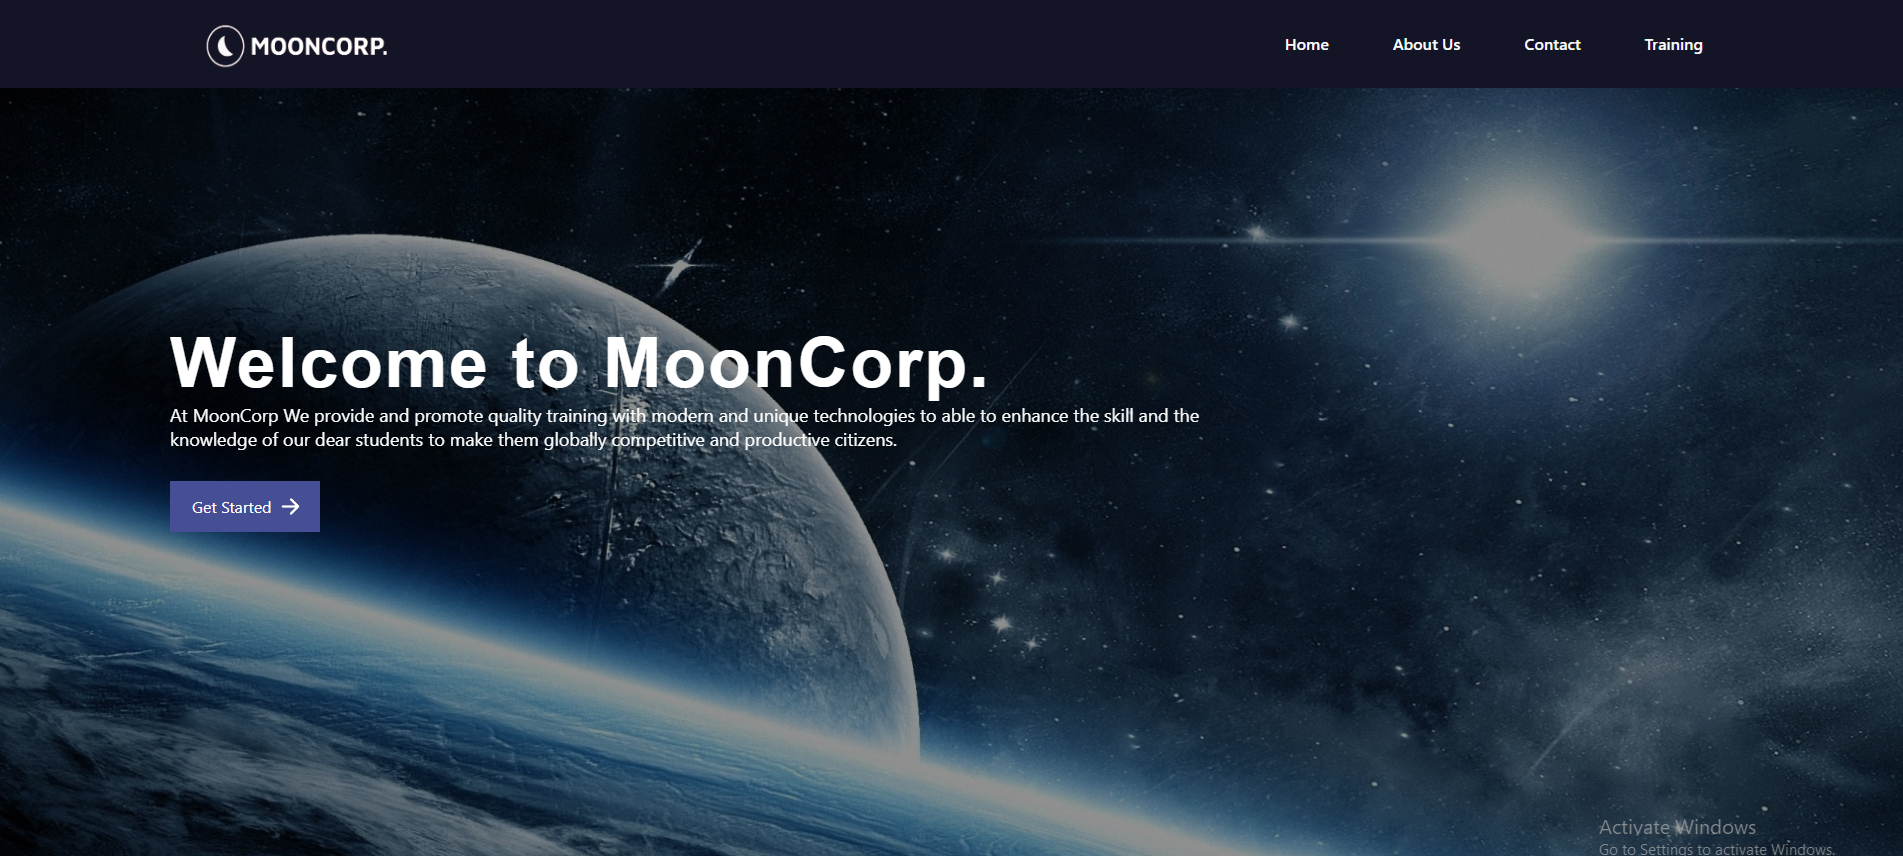 MOONCORP.
Home About Us Contact Training
Welcome to MoonCorp.
At MoonCorp We provide and promote quality training with modern and unique technologies to able to enhance the skill and the
knowledge of our dear students to make them globally competitive and productive citizens.
Get Started
Activate Windows
Go to Settings to activate Windows.